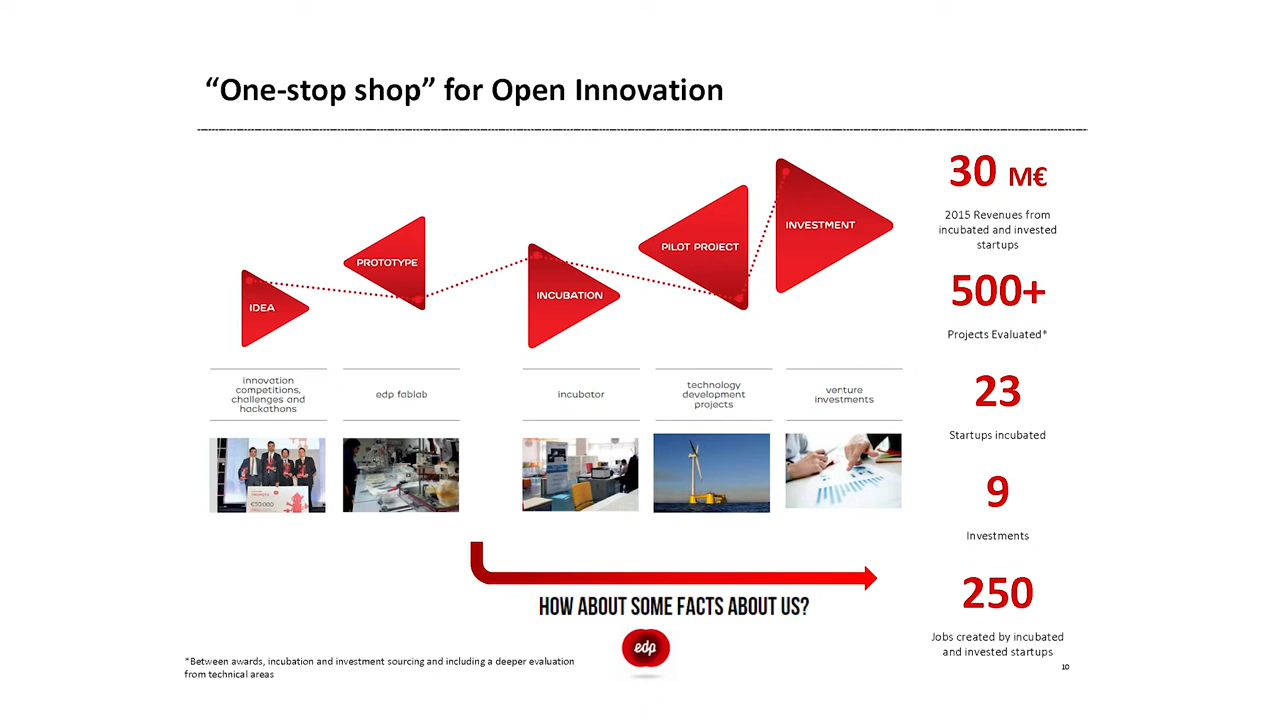 “One-stop shop” for Open Innovation
IDEA
PROTOTYPE
INCUBATION
PILOT PROJECT
INVESTMENT
innovation
competitions,
challenges and
hackathons
edp fablab
incubator
technology
development
projects
venture
investments
€50.000
30 M€
2015 Revenues from
incubated and invested
startups
500+
Projects Evaluated*
23
Startups incubated
9
Investments
250
Jobs created by incubated
and invested startups
HOW ABOUT SOME FACTS ABOUT US?
edp
*Between awards, incubation and investment sourcing and including a deeper evaluation
from technical areas
10